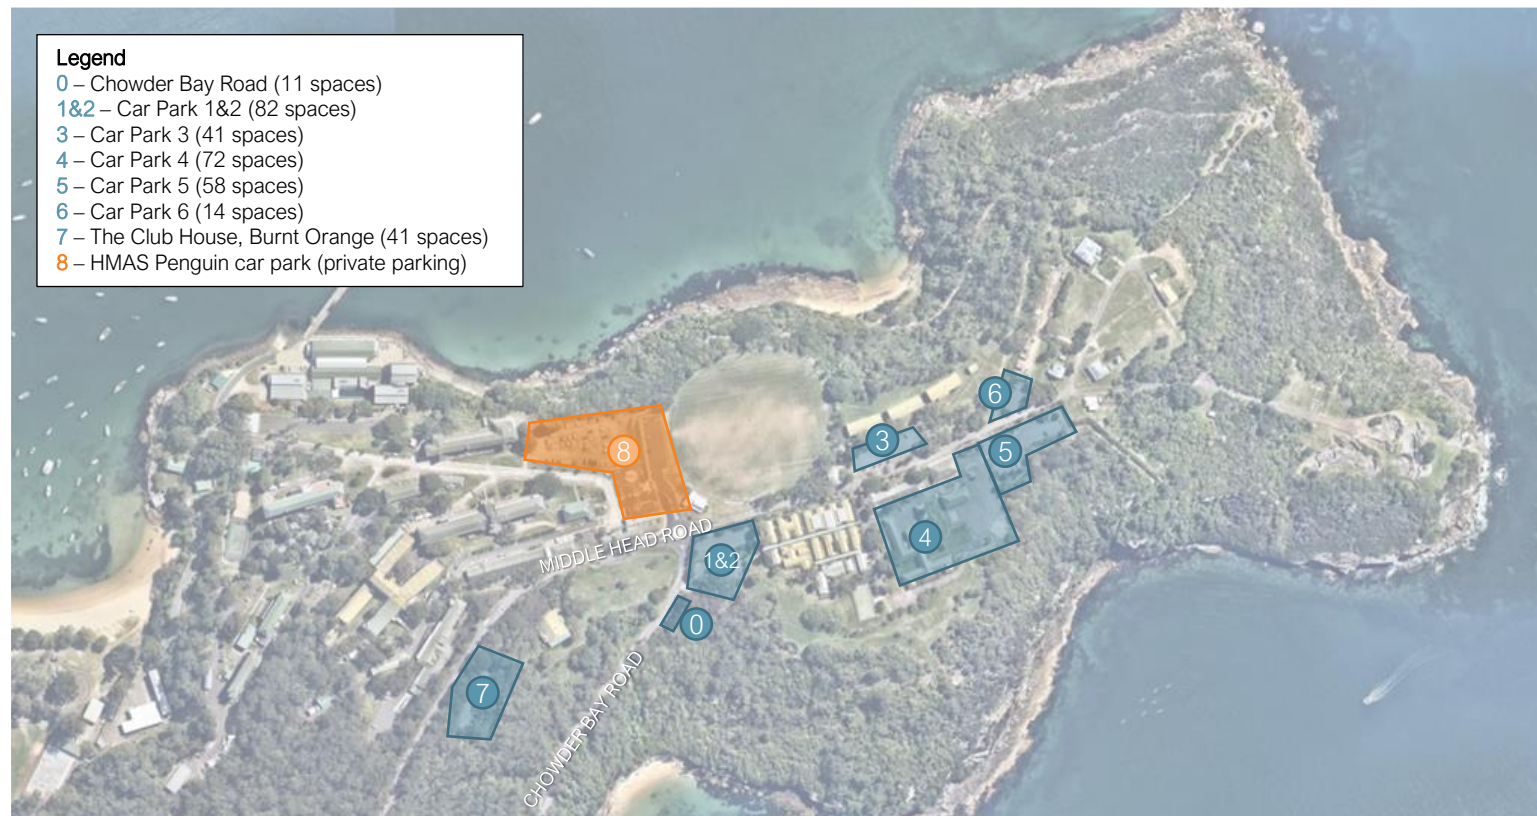 Legend
0 – Chowder Bay Road (11 spaces)
1&2 – Car Park 1&2 (82 spaces)
3 – Car Park 3 (41 spaces)
4 – Car Park 4 (72 spaces)
5 – Car Park 5 (58 spaces)
6 – Car Park 6 (14 spaces)
7 – The Club House, Burnt Orange (41 spaces)
8 – HMAS Penguin car park (private parking)
6
3
5
8
4
MIDDLE HEAD ROAD
1&2
0
7
CHOWDER BAY ROAD